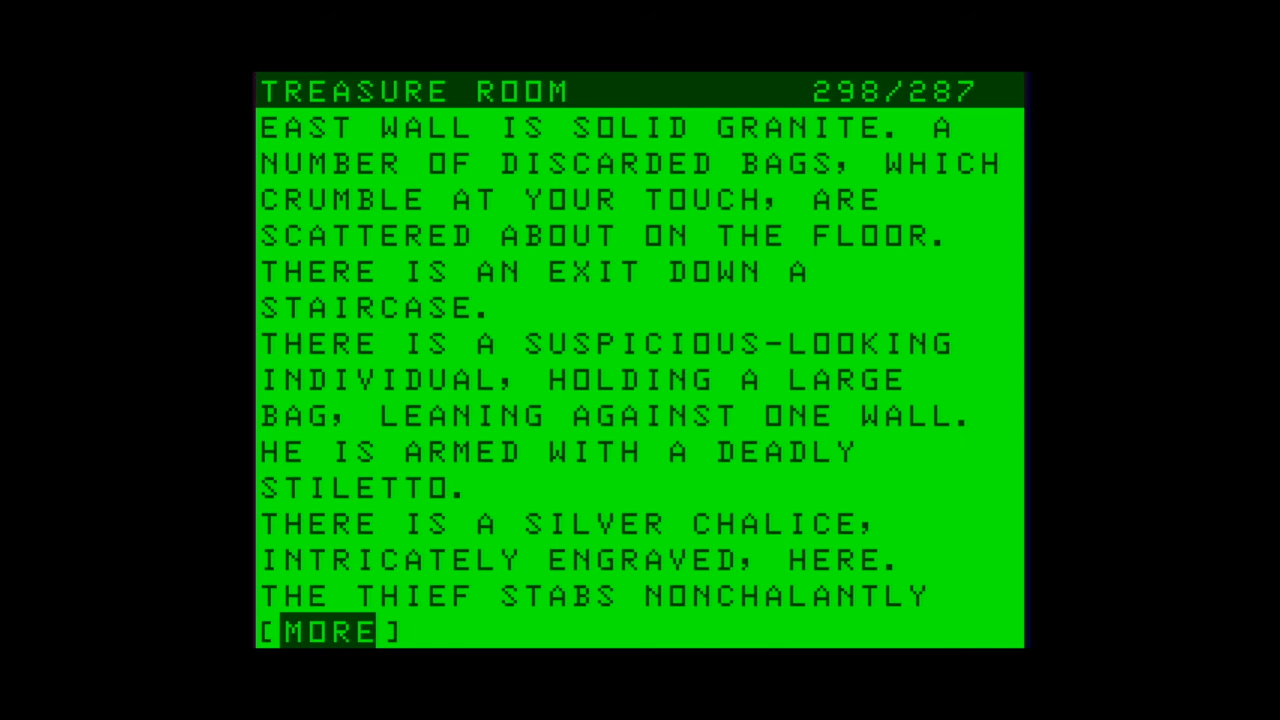 TREASURE ROOM 298/287
EAST WALL IS SOLID GRANITE. A
NUMBER OF DISCARDED BAGS, WHICH
CRUMBLE AT YOUR TOUCH, ARE
SCATTERED ABOUT ON THE FLOOR.
THERE IS AN EXIT DOWN A
STAIRCASE.
THERE IS A SUSPICIOUS-LOOKING
INDIVIDUAL, HOLDING A LARGE
BAG, LEANING AGAINST ONE WALL.
HE IS ARMED WITH A DEADLY
STILETTO.
THERE IS A SILVER CHALICE,
INTRICATELY ENGRAVED, HERE.
THE THIEF STABS NONCHALANTLY
[MORE]